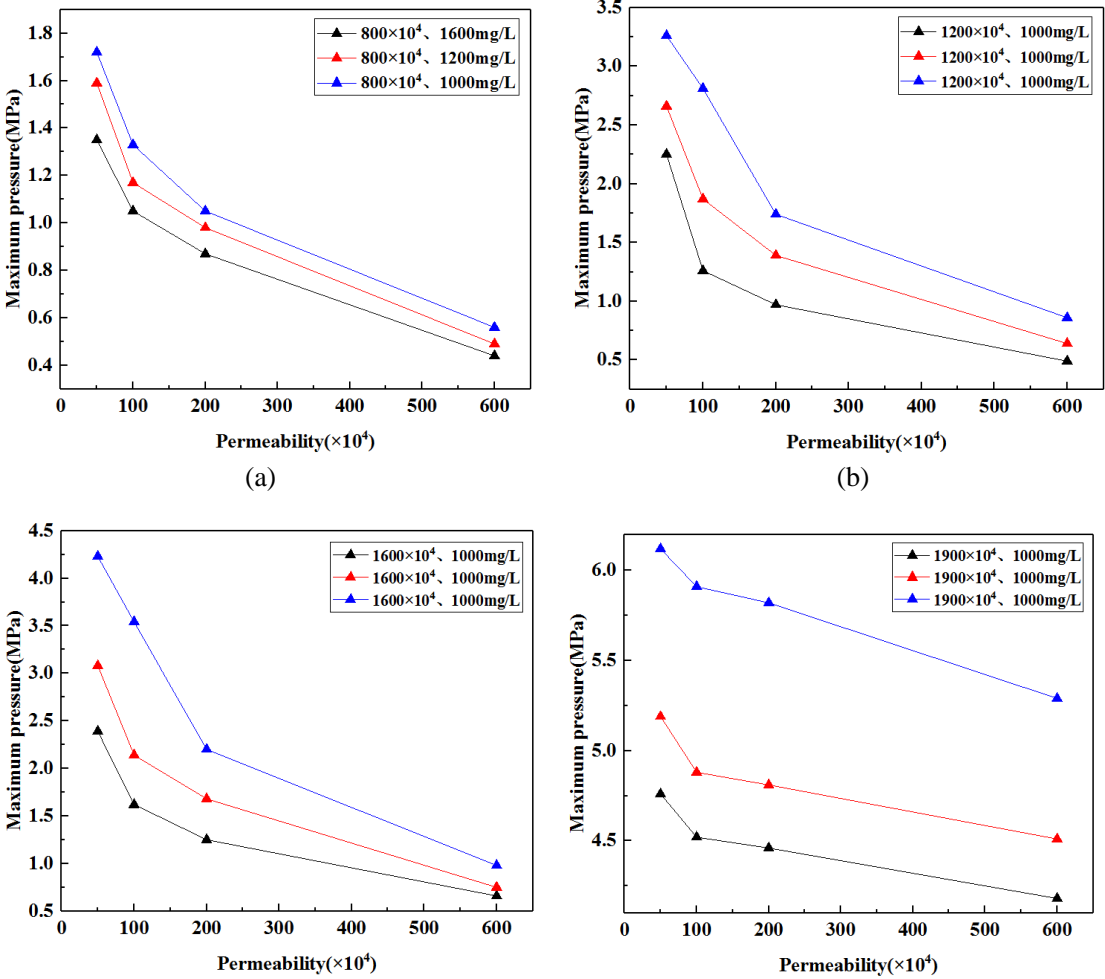 1.8
1.6
1.4
1.2
1.0
0.8
0.6
0.4
0 100 200 300 400 500 600
Maximum pressure(MPa)
Permeability(×10⁴)
800×10⁴、1600mg/L
800×10⁴、1200mg/L
800×10⁴、1000mg/L
(a)
3.5
3.0
2.5
2.0
1.5
1.0
0.5
0 100 200 300 400 500 600
Maximum pressure(MPa)
Permeability(×10⁴)
1200×10⁴、1000mg/L
1200×10⁴、1000mg/L
1200×10⁴、1000mg/L
(b)
4.5
4.0
3.5
3.0
2.5
2.0
1.5
1.0
0.5
0 100 200 300 400 500 600
Maximum pressure(MPa)
Permeability(×10⁴)
1600×10⁴、1000mg/L
1600×10⁴、1000mg/L
1600×10⁴、1000mg/L
6.0
5.5
5.0
4.5
0 100 200 300 400 500 600
Maximum pressure(MPa)
Permeability(×10⁴)
1900×10⁴、1000mg/L
1900×10⁴、1000mg/L
1900×10⁴、1000mg/L